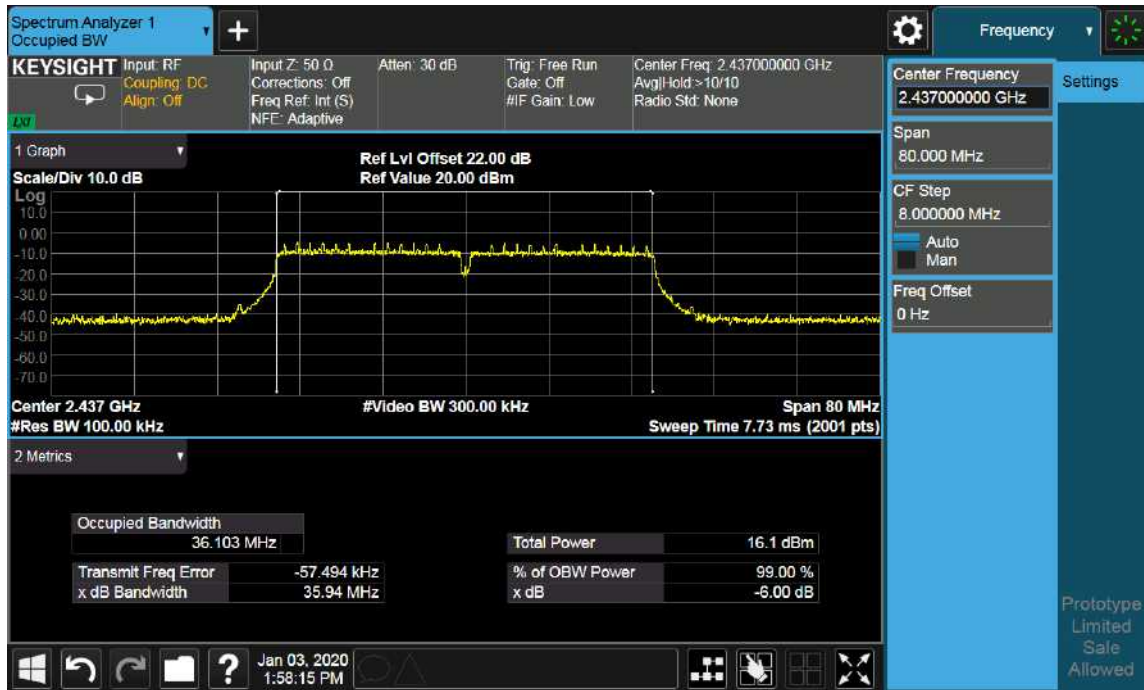 Spectrum Analyzer 1
Occupied BW
+
Frequency
KEYSIGHT
Input: RF
Coupling: DC
Align: Off
Input Z: 50 Ω
Corrections: Off
Freq Ref: Int (S)
NFE: Adaptive
Atten: 30 dB
Trig: Free Run
Gate: Off
#IF Gain: Low
Center Freq: 2.437000000 GHz
Avg|Hold:>10/10
Radio Std: None
LXI
1 Graph
Scale/Div 10.0 dB
Ref Lvl Offset 22.00 dB
Ref Value 20.00 dBm
Log
10.0
0.00
-10.0
-20.0
-30.0
-40.0
-50.0
-60.0
-70.0
Center 2.437 GHz
#Res BW 100.00 kHz
#Video BW 300.00 kHz
Span 80 MHz
Sweep Time 7.73 ms (2001 pts)
2 Metrics
Occupied Bandwidth
36.103 MHz
Transmit Freq Error -57.494 kHz
x dB Bandwidth 35.94 MHz
Total Power 16.1 dBm
% of OBW Power 99.00 %
x dB -6.00 dB
Center Frequency
2.437000000 GHz
Span
80.000 MHz
CF Step
8.000000 MHz
Auto
Man
Freq Offset
0 Hz
Settings
Prototype
Limited
Sale
Allowed
?
Jan 03, 2020
1:58:15 PM